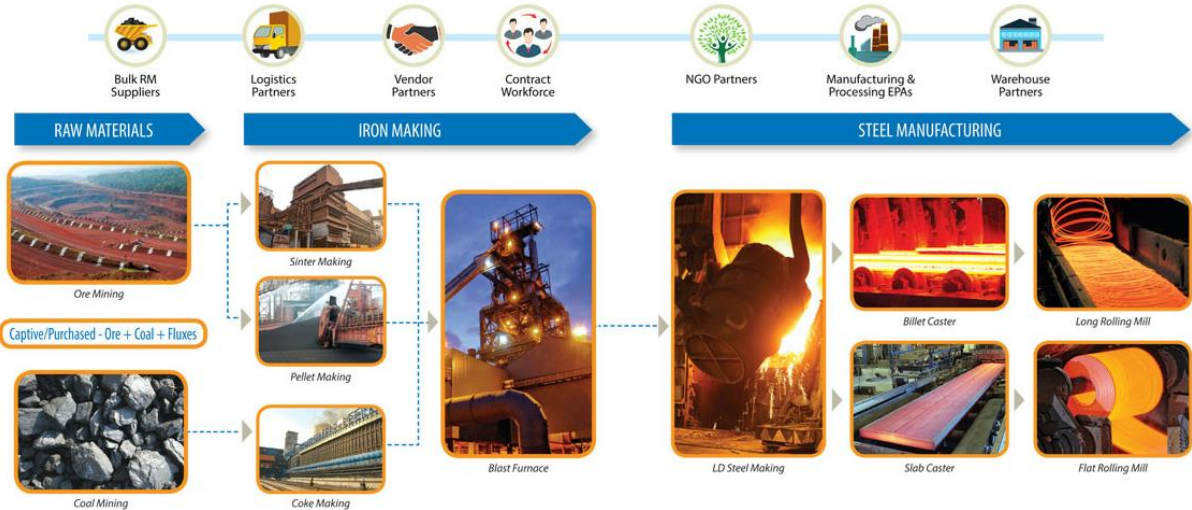 Bulk RM
Suppliers
Logistics
Partners
Vendor
Partners
Contract
Workforce
NGO Partners
Manufacturing &
Processing EPAs
Warehouse
Partners
RAW MATERIALS
IRON MAKING
STEEL MANUFACTURING
Ore Mining
Captive/Purchased - Ore + Coal + Fluxes
Coal Mining
Sinter Making
Pellet Making
Coke Making
Blast Furnace
LD Steel Making
Billet Caster
Long Rolling Mill
Slab Caster
Flat Rolling Mill